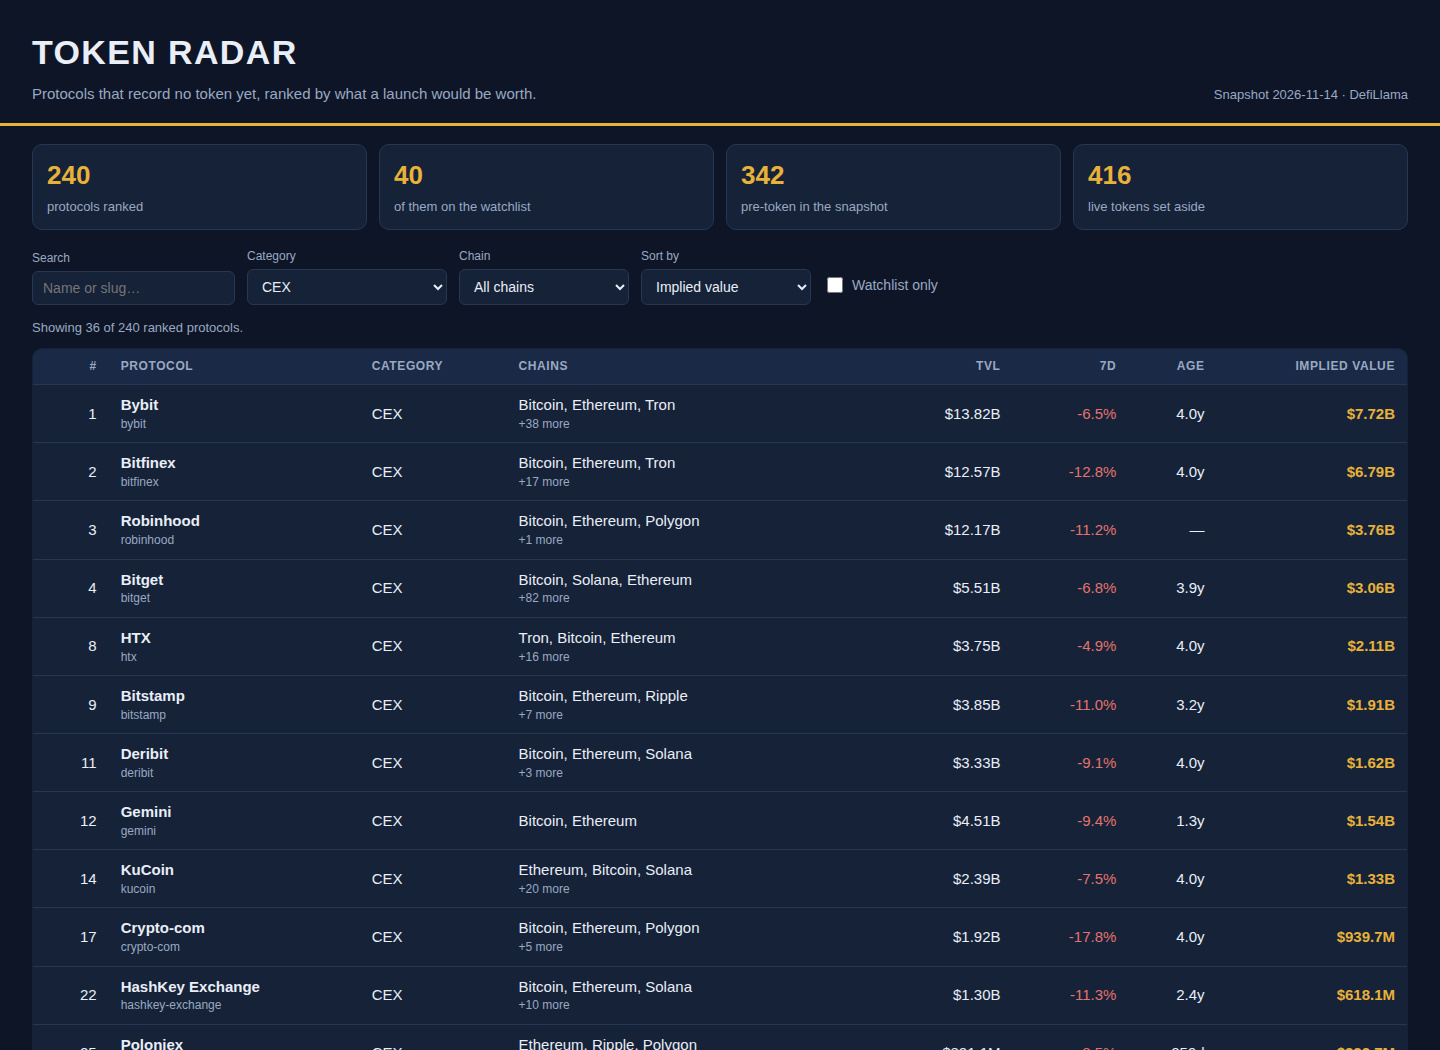 TOKEN RADAR
Protocols that record no token yet, ranked by what a launch would be worth.
Snapshot 2026-11-14 · DefiLlama
240
protocols ranked
40
of them on the watchlist
342
pre-token in the snapshot
416
live tokens set aside
Search
Name or slug…
Category
CEX
Chain
All chains
Sort by
Implied value
Watchlist only
Showing 36 of 240 ranked protocols.
# PROTOCOL CATEGORY CHAINS TVL 7D AGE IMPLIED VALUE
1 Bybit CEX Bitcoin, Ethereum, Tron $13.82B -6.5% 4.0y $7.72B
bybit +38 more
2 Bitfinex CEX Bitcoin, Ethereum, Tron $12.57B -12.8% 4.0y $6.79B
bitfinex +17 more
3 Robinhood CEX Bitcoin, Ethereum, Polygon $12.17B -11.2% — $3.76B
robinhood +1 more
4 Bitget CEX Bitcoin, Solana, Ethereum $5.51B -6.8% 3.9y $3.06B
bitget +82 more
8 HTX CEX Tron, Bitcoin, Ethereum $3.75B -4.9% 4.0y $2.11B
htx +16 more
9 Bitstamp CEX Bitcoin, Ethereum, Ripple $3.85B -11.0% 3.2y $1.91B
bitstamp +7 more
11 Deribit CEX Bitcoin, Ethereum, Solana $3.33B -9.1% 4.0y $1.62B
deribit +3 more
12 Gemini CEX Bitcoin, Ethereum $4.51B -9.4% 1.3y $1.54B
gemini
14 KuCoin CEX Ethereum, Bitcoin, Solana $2.39B -7.5% 4.0y $1.33B
kucoin +20 more
17 Crypto-com CEX Bitcoin, Ethereum, Polygon $1.92B -17.8% 4.0y $939.7M
crypto-com +5 more
22 HashKey Exchange CEX Bitcoin, Ethereum, Solana $1.30B -11.3% 2.4y $618.1M
hashkey-exchange +10 more
Poloniex Ethereum, Ripple, Polygon